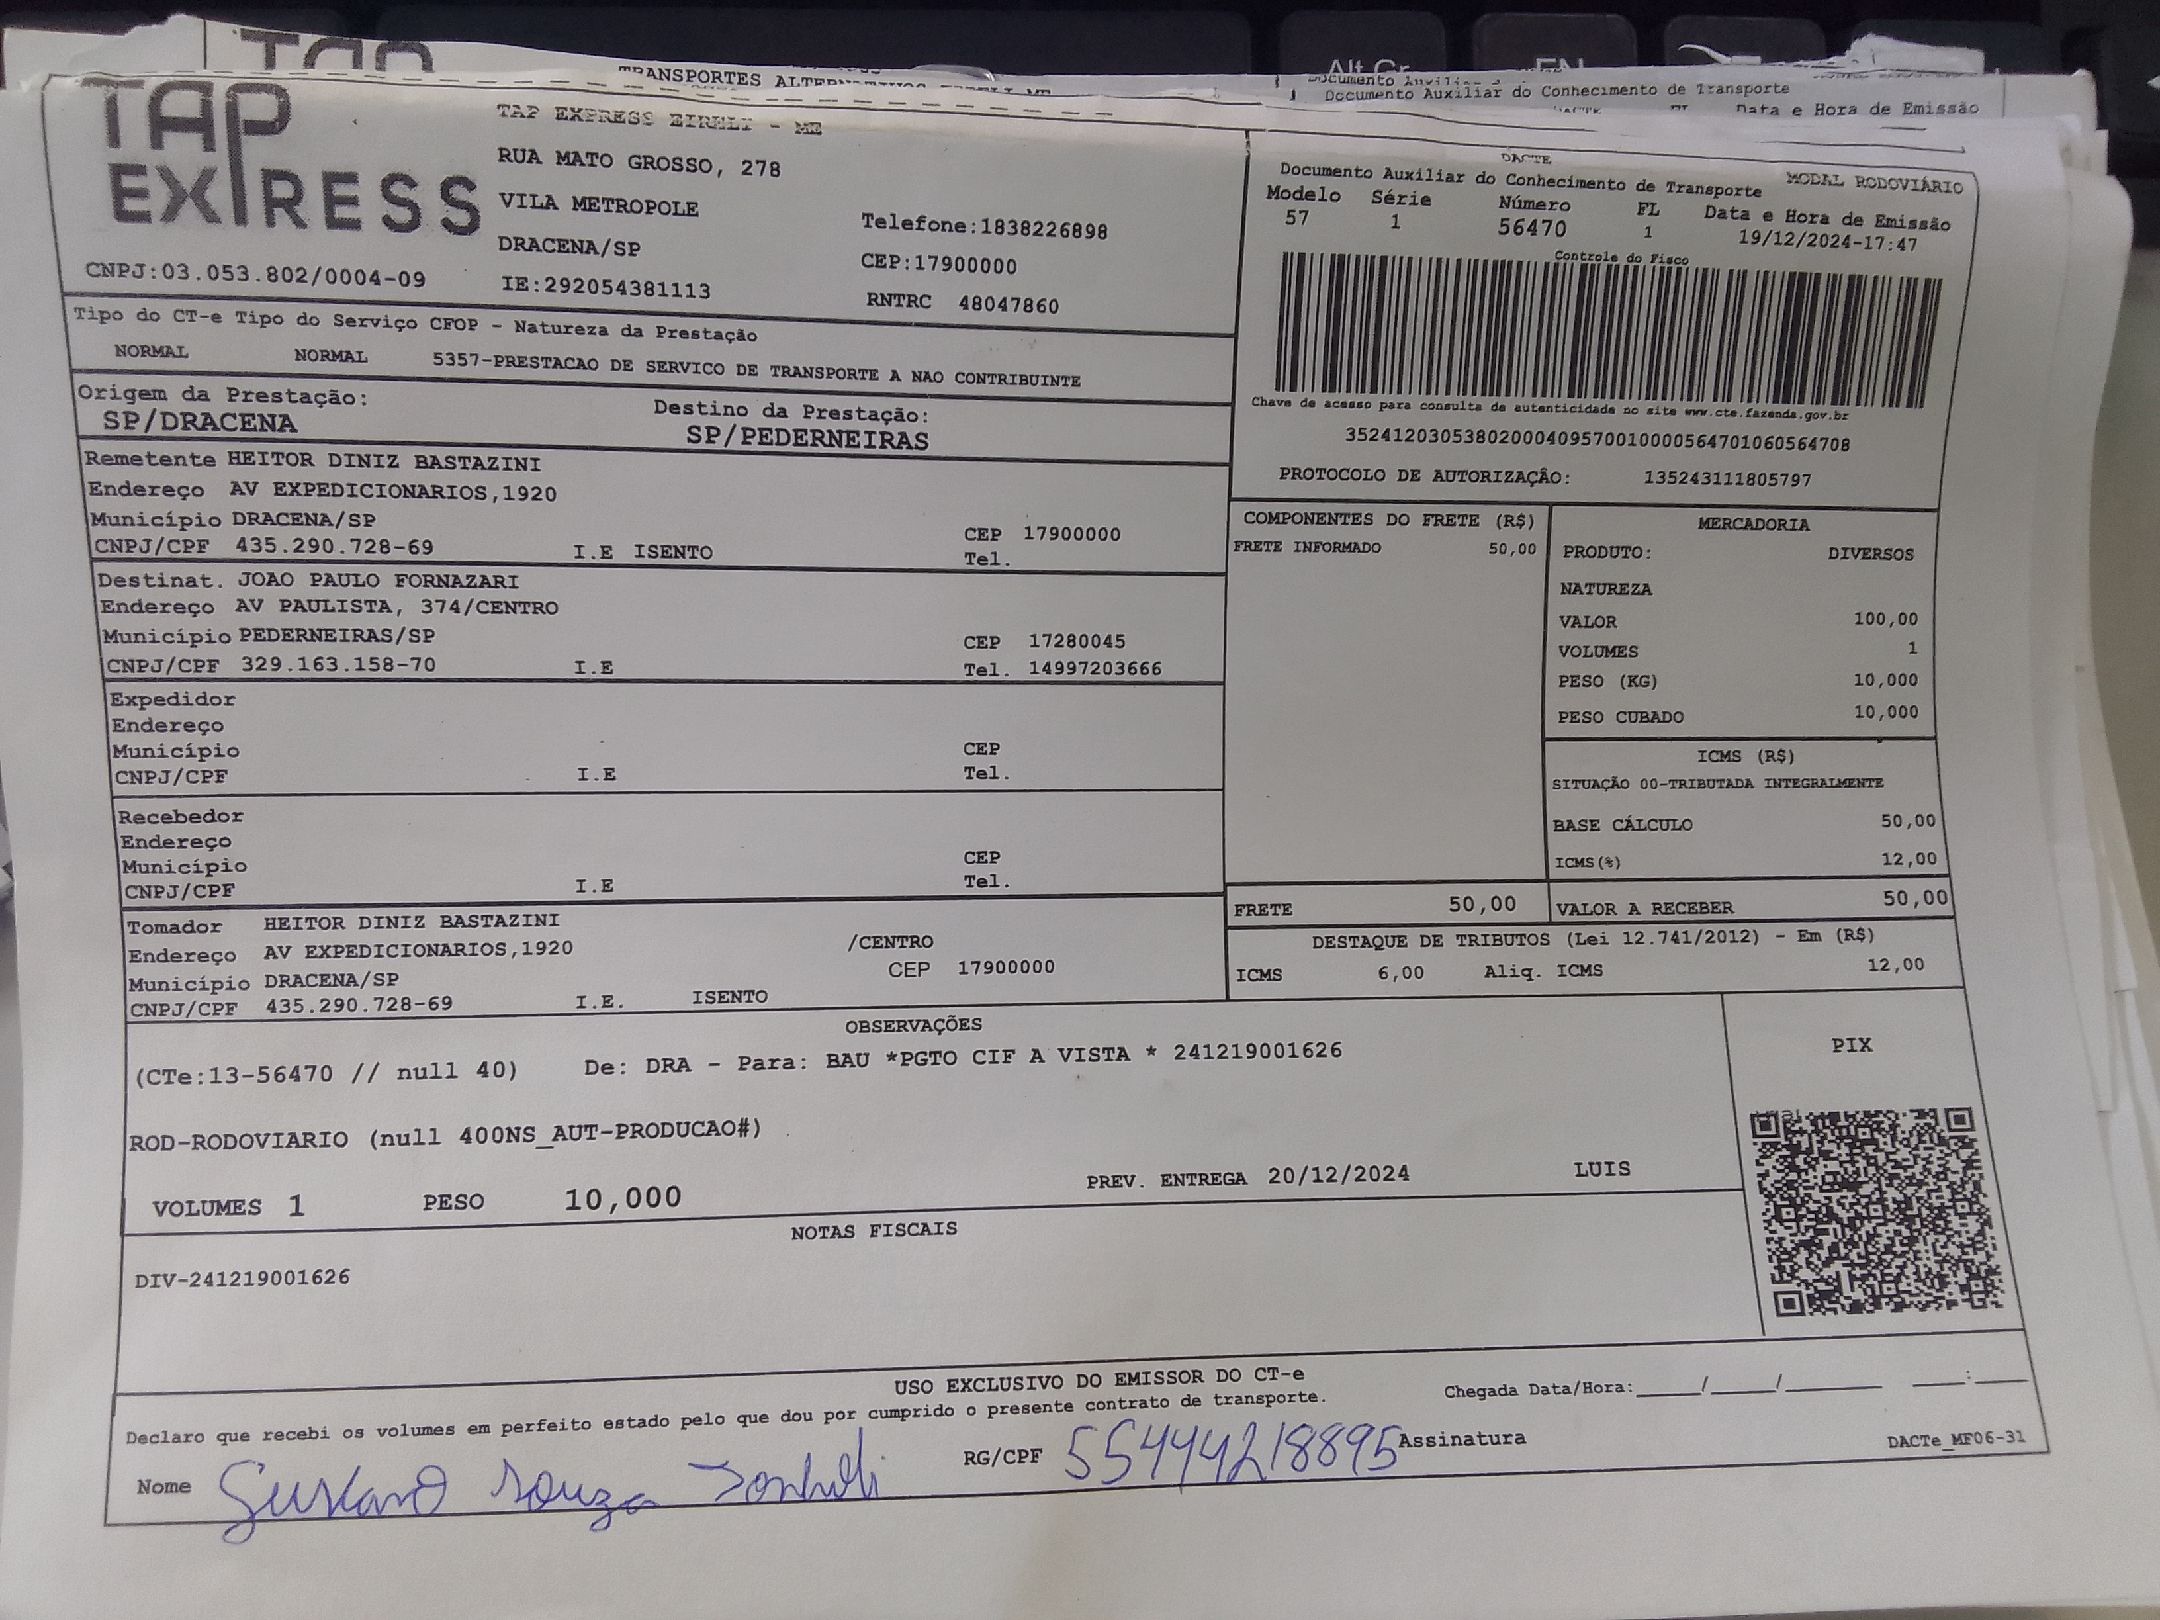 TRANSPORTES ALTERNATIVOS EIRELI ME
Documento Auxiliar do Conhecimento de Transporte
Data e Hora de Emissão
Alt Gr
TAP EXPRESS
TAP EXPRESS EIRELI - ME
RUA MATO GROSSO, 278
VILA METROPOLE
Telefone:1838226898
DRACENA/SP
CEP:17900000
CNPJ:03.053.802/0004-09
IE:292054381113
RNTRC 48047860
DACTE
Documento Auxiliar do Conhecimento de Transporte MODAL RODOVIÁRIO
Modelo Série Número FL Data e Hora de Emissão
57 1 56470 1 19/12/2024-17:47
Controle do Fisco
Chave de acesso para consulta de autenticidade no site www.cte.fazenda.gov.br
35241203053802000409570010000564701060564708
PROTOCOLO DE AUTORIZAÇÃO: 135243111805797
Tipo do CT-e Tipo do Serviço CFOP - Natureza da Prestação
NORMAL NORMAL 5357-PRESTACAO DE SERVICO DE TRANSPORTE A NAO CONTRIBUINTE
Origem da Prestação: Destino da Prestação:
SP/DRACENA SP/PEDERNEIRAS
Remetente HEITOR DINIZ BASTAZINI
Endereço AV EXPEDICIONARIOS,1920
Município DRACENA/SP CEP 17900000
CNPJ/CPF 435.290.728-69 I.E ISENTO Tel.
Destinat. JOAO PAULO FORNAZARI
Endereço AV PAULISTA, 374/CENTRO
Município PEDERNEIRAS/SP CEP 17280045
CNPJ/CPF 329.163.158-70 I.E Tel. 14997203666
Expedidor
Endereço
Município CEP
CNPJ/CPF I.E Tel.
Recebedor
Endereço
Município CEP
CNPJ/CPF I.E Tel.
Tomador HEITOR DINIZ BASTAZINI
Endereço AV EXPEDICIONARIOS,1920 /CENTRO
Município DRACENA/SP CEP 17900000
CNPJ/CPF 435.290.728-69 I.E. ISENTO
COMPONENTES DO FRETE (R$)
FRETE INFORMADO 50,00
MERCADORIA
PRODUTO: DIVERSOS
NATUREZA
VALOR 100,00
VOLUMES 1
PESO (KG) 10,000
PESO CUBADO 10,000
ICMS (R$)
SITUAÇÃO 00-TRIBUTADA INTEGRALMENTE
BASE CÁLCULO 50,00
ICMS(%) 12,00
FRETE 50,00 VALOR A RECEBER 50,00
DESTAQUE DE TRIBUTOS (Lei 12.741/2012) - Em (R$)
ICMS 6,00 Aliq. ICMS 12,00
OBSERVAÇÕES
(CTe:13-56470 // null 40) De: DRA - Para: BAU *PGTO CIF A VISTA * 241219001626
ROD-RODOVIARIO (null 400NS_AUT-PRODUCAO#)
VOLUMES 1 PESO 10,000 PREV. ENTREGA 20/12/2024 LUIS
PIX
NOTAS FISCAIS
DIV-241219001626
USO EXCLUSIVO DO EMISSOR DO CT-e
Declaro que recebi os volumes em perfeito estado pelo que dou por cumprido o presente contrato de transporte.
Chegada Data/Hora:_____/_____/_______ ____:____
Nome Gustavo Souza RG/CPF 55444218895 Assinatura
DACTe_MF06-31